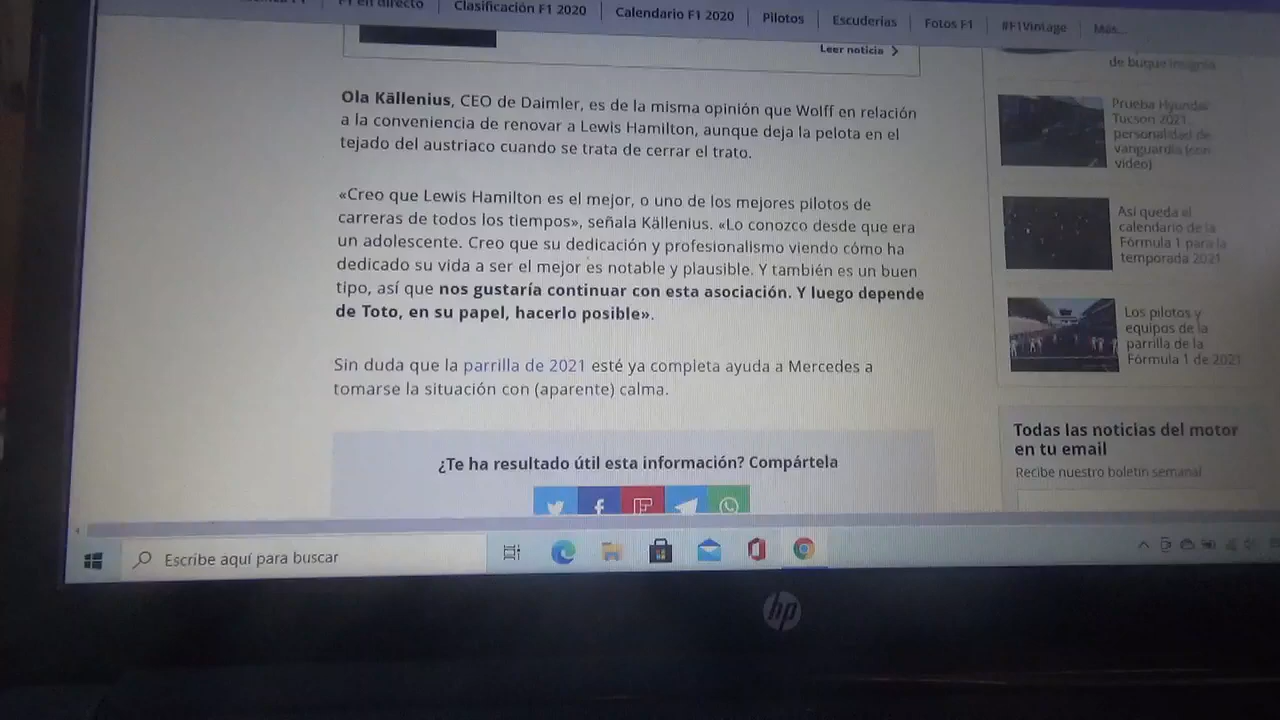 F1 en directo
Clasificación F1 2020
Calendario F1 2020
Pilotos
Escuderías
Fotos F1
#F1Vintage
Más...
Leer noticia
Ola Källenius, CEO de Daimler, es de la misma opinión que Wolff en relación
a la conveniencia de renovar a Lewis Hamilton, aunque deja la pelota en el
tejado del austriaco cuando se trata de cerrar el trato.
«Creo que Lewis Hamilton es el mejor, o uno de los mejores pilotos de
carreras de todos los tiempos», señala Källenius. «Lo conozco desde que era
un adolescente. Creo que su dedicación y profesionalismo viendo cómo ha
dedicado su vida a ser el mejor es notable y plausible. Y también es un buen
tipo, así que nos gustaría continuar con esta asociación. Y luego depende
de Toto, en su papel, hacerlo posible».
Sin duda que la parrilla de 2021 esté ya completa ayuda a Mercedes a
tomarse la situación con (aparente) calma.
¿Te ha resultado útil esta información? Compártela
de buque insignia
Prueba Hyundai
Tucson 2021,
personalidad de
vanguardia (con
video)
Así queda el
calendario de la
Fórmula 1 para la
temporada 2021
Los pilotos y
equipos de la
parrilla de la
Fórmula 1 de 2021
Todas las noticias del motor
en tu email
Recibe nuestro boletín semanal
Escribe aquí para buscar
hp